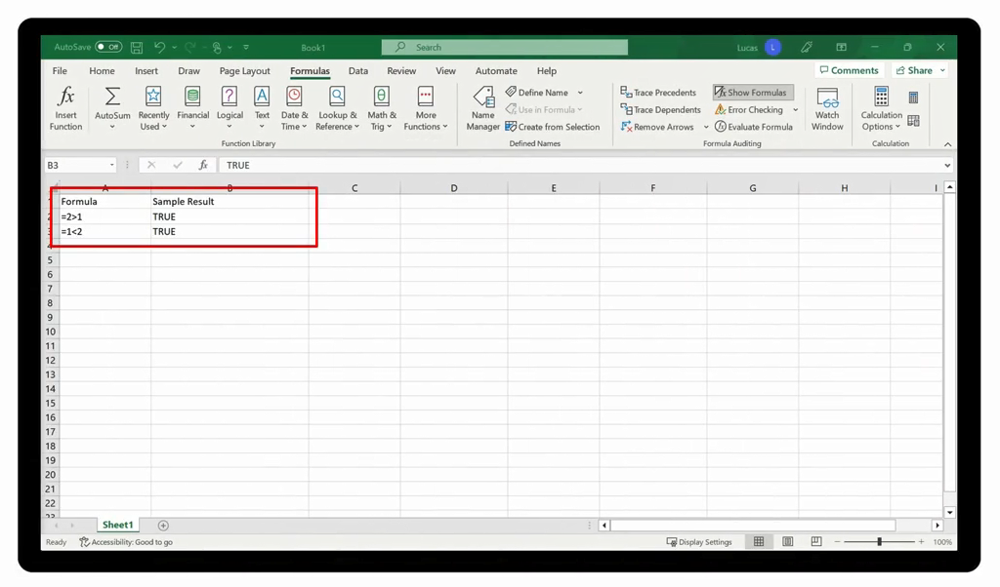 AutoSave Off Book1 Search Lucas L
File Home Insert Draw Page Layout Formulas Data Review View Automate Help Comments Share
fx Insert Function
AutoSum
Recently Used
Financial
Logical
Text
Date & Time
Lookup & Reference
Math & Trig
More Functions
Function Library
Name Manager
Define Name
Use in Formula
Create from Selection
Defined Names
Trace Precedents
Trace Dependents
Remove Arrows
Show Formulas
Error Checking
Evaluate Formula
Formula Auditing
Watch Window
Calculation Options
Calculation
B3 fx TRUE
A B C D E F G H I
Formula Sample Result
2 =2>1 TRUE
3 =1<2 TRUE
4
5
6
7
8
9
10
11
12
13
14
15
16
17
18
19
20
21
22
23
Sheet1
Ready Accessibility: Good to go Display Settings 100%